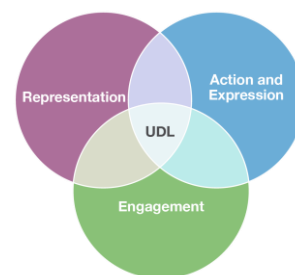 Representation
Action and
Expression
UDL
Engagement